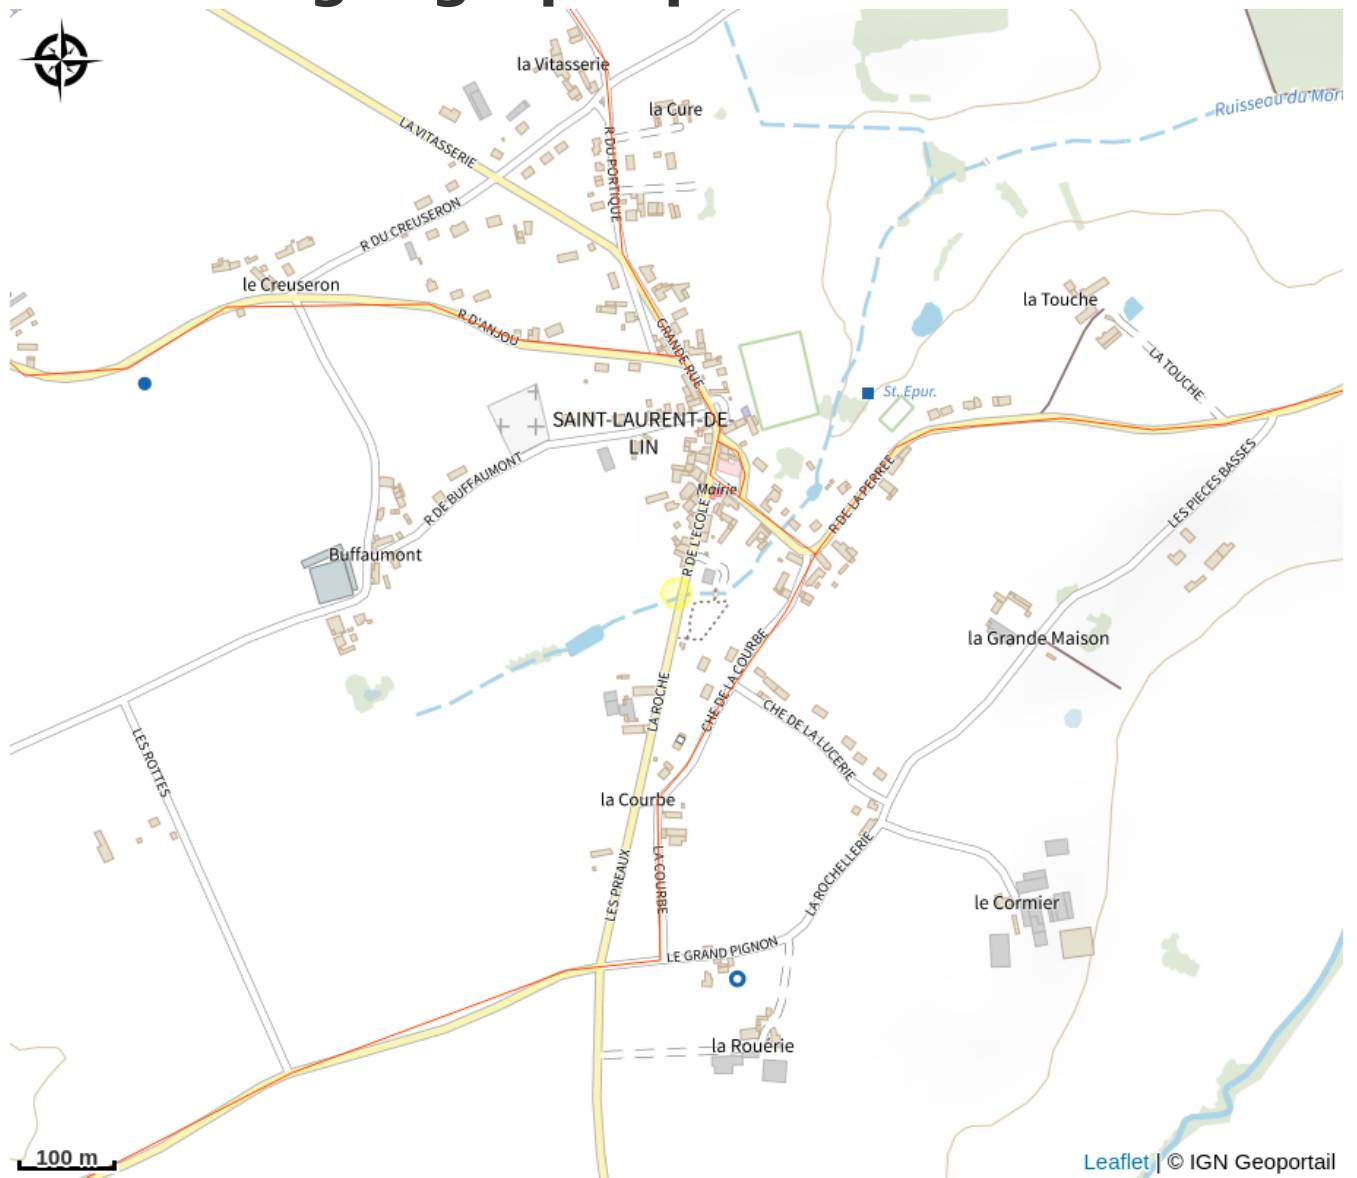 la Vitasserie
la Cure
Ruisseau du Mort
LA VITASSERIE
R DU PORTIQUE
R DU CREUSERON
le Creuseron
la Touche
R D'ANJOU
GRANDE RUE
LA TOUCHE
St. Epur.
SAINT-LAURENT-DE-
LIN
R DE BUFFAUMONT
Mairie
R DE LA PERREE
LES PIECES BASSES
Buffaumont
R DE L'ECOLE
la Grande Maison
CHE DE LA COURBE
LA ROCHE
CHE DE LA LUCERIE
LES ROTTES
la Courbe
LA COURBE
LES PREAUX
LA ROCHELLERIE
le Cormier
LE GRAND PIGNON
la Rouerie
100 m
Leaflet | © IGN Geoportail